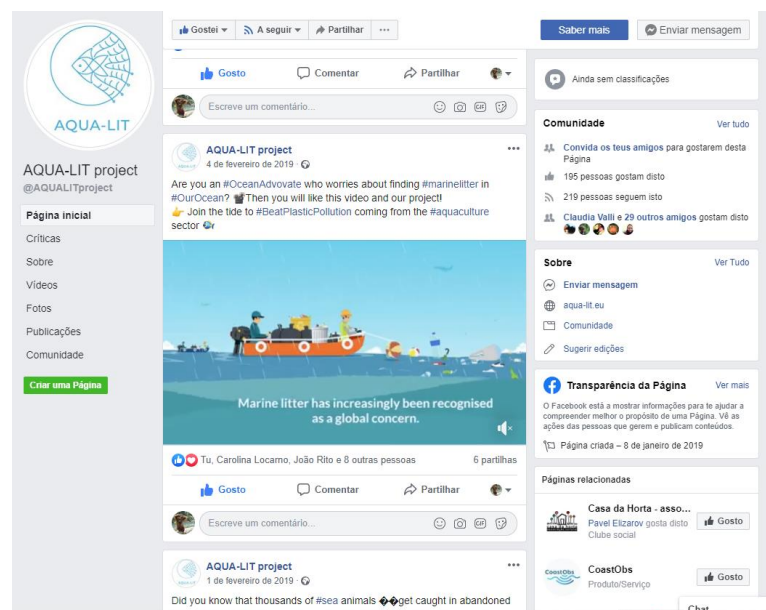 AQUA-LIT
AQUA-LIT project
@AQUALITproject
Página inicial
Críticas
Sobre
Vídeos
Fotos
Publicações
Comunidade
Criar uma Página
Gostei
A seguir
Partilhar
Saber mais
Enviar mensagem
Gosto
Comentar
Partilhar
Escreve um comentário...
GIF
AQUA-LIT project
4 de fevereiro de 2019 ·
Are you an #OceanAdvocate who worries about finding #marinelitter in
#OurOcean? Then you will like this video and our project!
Join the tide to #BeatPlasticPollution coming from the #aquaculture
sector
Marine litter has increasingly been recognised
as a global concern.
Tu, Carolina Locamo, João Rito e 8 outras pessoas
6 partilhas
Gosto
Comentar
Partilhar
Escreve um comentário...
GIF
AQUA-LIT project
1 de fevereiro de 2019 ·
Did you know that thousands of #sea animals ��get caught in abandoned
Ainda sem classificações
Comunidade
Ver tudo
Convida os teus amigos para gostarem desta
Página
195 pessoas gostam disto
219 pessoas seguem isto
Claudia Valli e 29 outros amigos gostam disto
Sobre
Ver Tudo
Enviar mensagem
aqua-lit.eu
Comunidade
Sugerir edições
Transparência da Página
Ver mais
O Facebook está a mostrar informações para te ajudar a
compreender melhor o propósito de uma Página. Vê as
ações das pessoas que gerem e publicam conteúdos.
Página criada – 8 de janeiro de 2019
Páginas relacionadas
Casa da Horta - asso...
Pavel Elizarov gosta disto
Clube social
Gosto
CoastObs
CoastObs
Produto/Serviço
Gosto
Chat